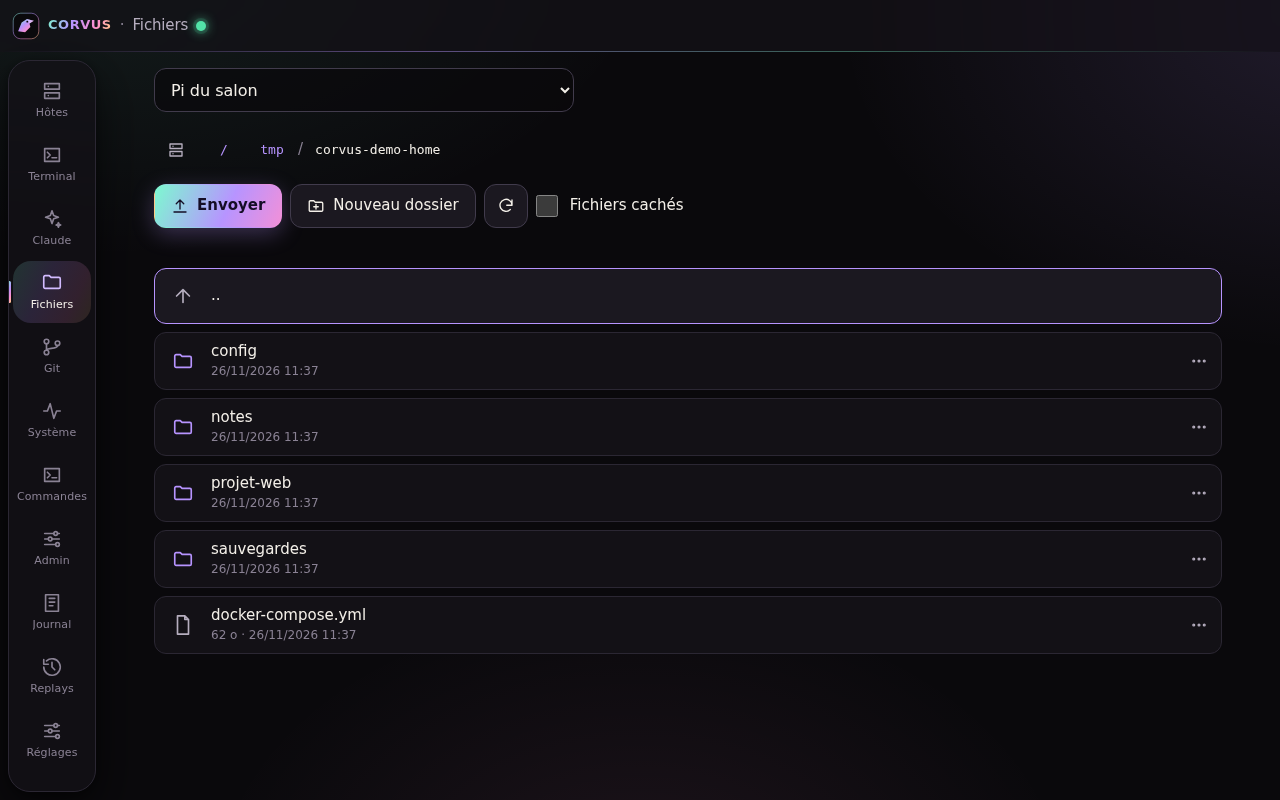 CORVUS · Fichiers
Pi du salon
/ tmp / corvus-demo-home
Envoyer
Nouveau dossier
Fichiers cachés
Hôtes
Terminal
Claude
Fichiers
Git
Système
Commandes
Admin
Journal
Replays
Réglages
..
config
26/11/2026 11:37
notes
26/11/2026 11:37
projet-web
26/11/2026 11:37
sauvegardes
26/11/2026 11:37
docker-compose.yml
62 o · 26/11/2026 11:37